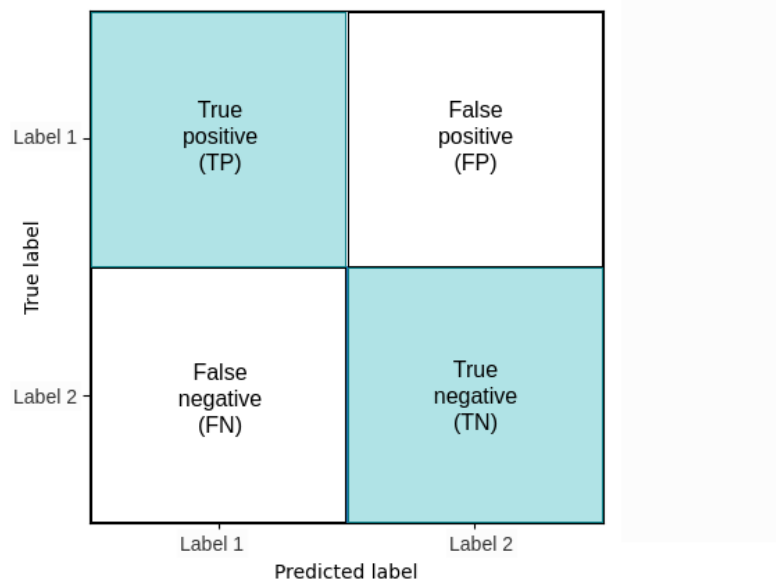 True
positive
(TP)
False
positive
(FP)
Label 1
True label
False
negative
(FN)
True
negative
(TN)
Label 2
Label 1
Label 2
Predicted label